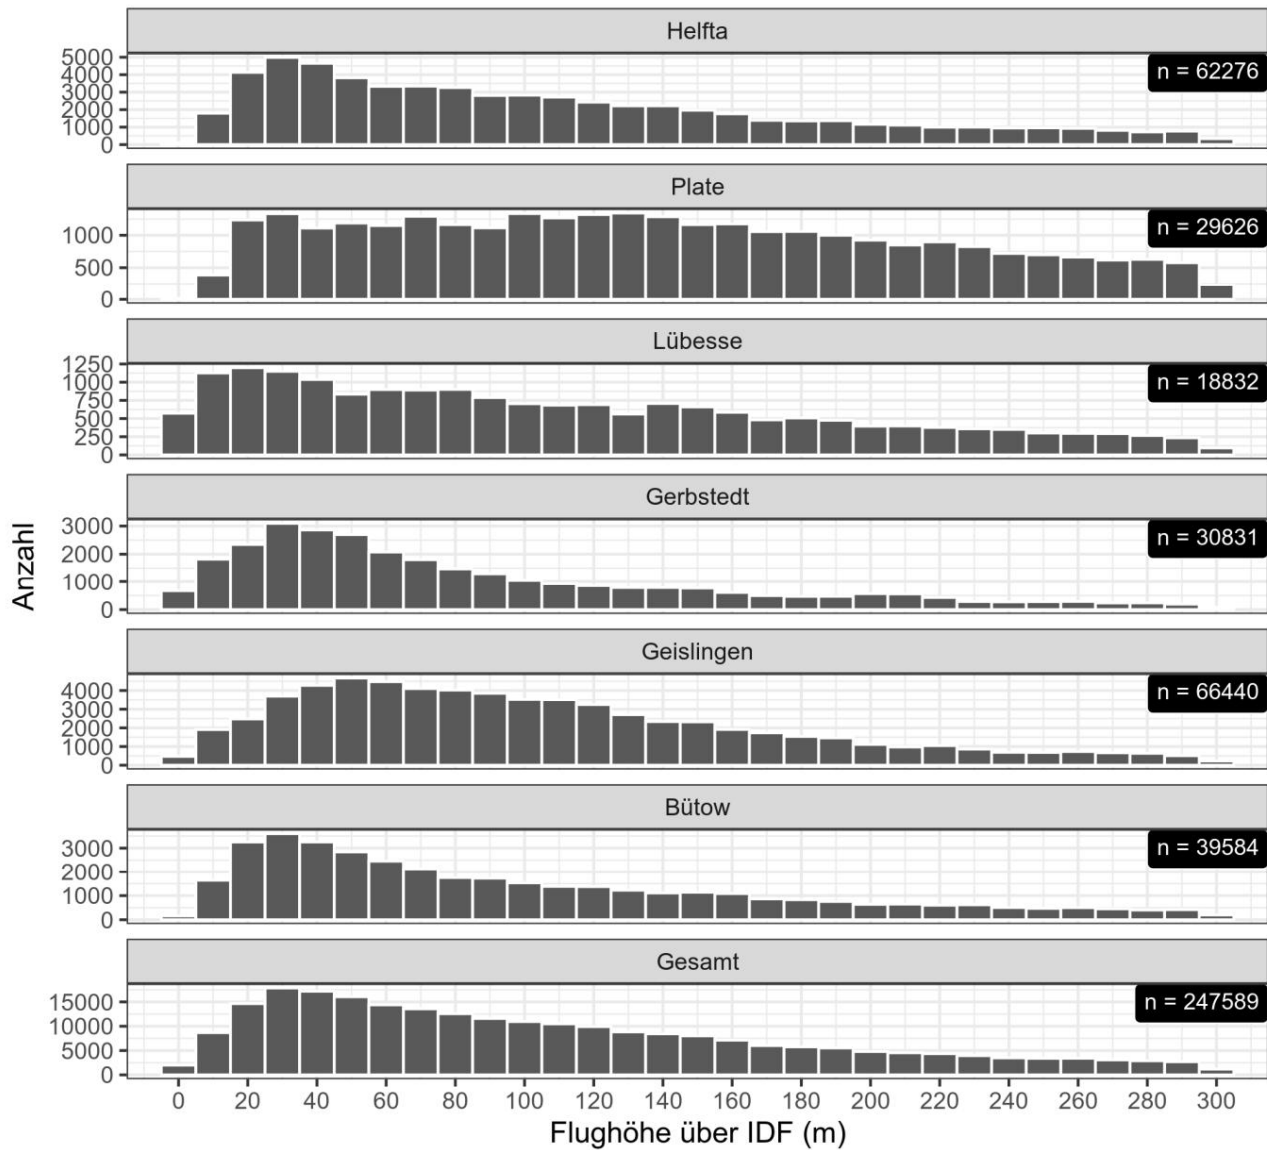 Helfta
5000
4000
3000
2000
1000
0
n = 62276
Plate
1000
500
0
n = 29626
Lübesse
1250
1000
750
500
250
0
n = 18832
Gerbstedt
3000
2000
1000
0
n = 30831
Geislingen
4000
3000
2000
1000
0
n = 66440
Bütow
3000
2000
1000
0
n = 39584
Gesamt
15000
10000
5000
0
n = 247589
0 20 40 60 80 100 120 140 160 180 200 220 240 260 280 300
Flughöhe über IDF (m)
Anzahl